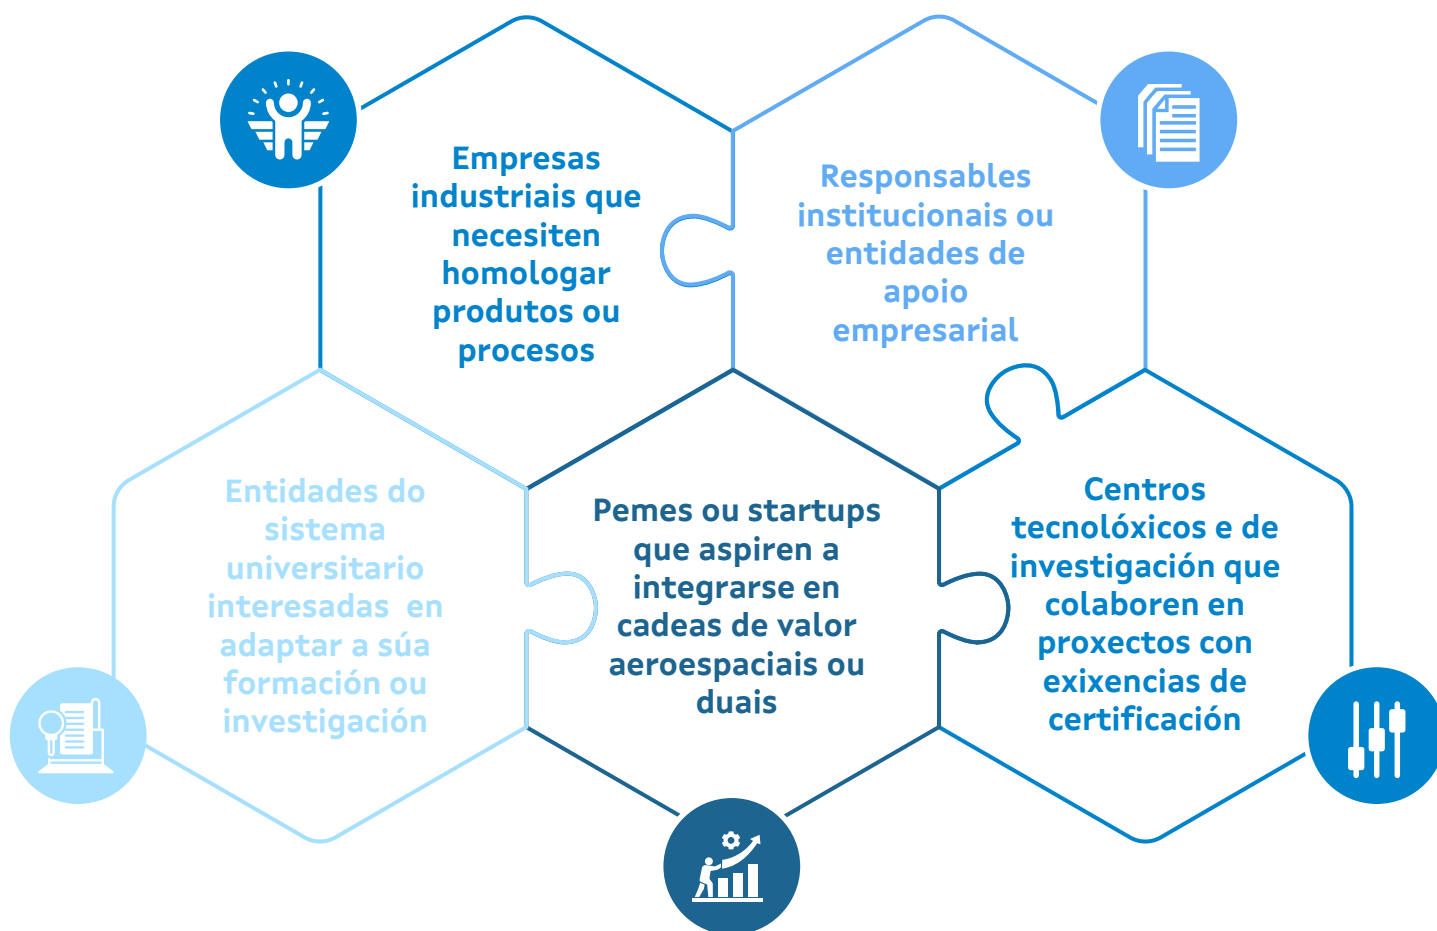 Empresas
industriais que
necesiten
homologar
produtos ou
procesos
Responsables
institucionais ou
entidades de
apoio
empresarial
Entidades do
sistema
universitario
interesadas en
adaptar a súa
formación ou
investigación
Pemes ou startups
que aspiren a
integrarse en
cadeas de valor
aeroespaciais ou
duais
Centros
tecnolóxicos e de
investigación que
colaboren en
proxectos con
exixencias de
certificación